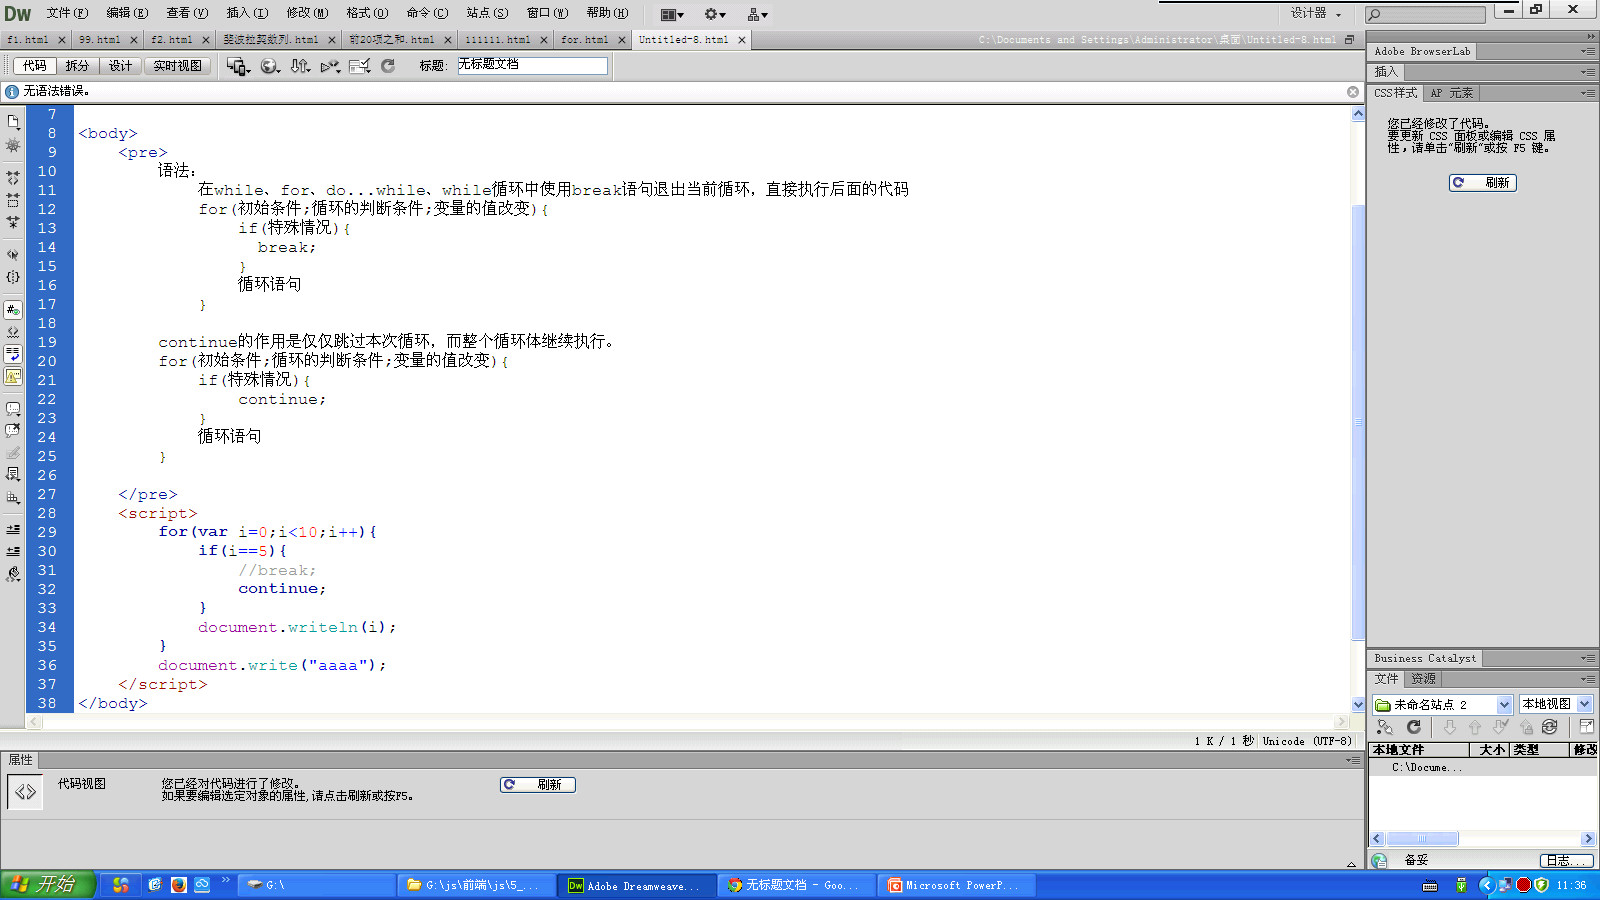 Dw 文件(F) 编辑(E) 查看(V) 插入(I) 修改(M) 格式(O) 命令(C) 站点(S) 窗口(W) 帮助(H) 设计器
f1.html 99.html f2.html 斐波拉契数列.html 前20项之和.html 111111.html for.html Untitled-8.html C:\Documents and Settings\Administrator\桌面\Untitled-8.html
代码 拆分 设计 实时视图 标题: 无标题文档
无语法错误。
7
8 <body>
9 <pre>
10 语法:
11 在while、for、do...while、while循环中使用break语句退出当前循环，直接执行后面的代码
12 for(初始条件;循环的判断条件;变量的值改变){
13 if(特殊情况){
14 break;
15 }
16 循环语句
17 }
18
19 continue的作用是仅仅跳过本次循环，而整个循环体继续执行。
20 for(初始条件;循环的判断条件;变量的值改变){
21 if(特殊情况){
22 continue;
23 }
24 循环语句
25 }
26
27 </pre>
28 <script>
29 for(var i=0;i<10;i++){
30 if(i==5){
31 //break;
32 continue;
33 }
34 document.writeln(i);
35 }
36 document.write("aaaa");
37 </script>
38 </body>
1 K / 1 秒 Unicode (UTF-8)
属性
代码视图
您已经对代码进行了修改。
如果要编辑选定对象的属性,请点击刷新或按F5。
刷新
Adobe BrowserLab
插入
CSS样式 AP 元素
您已经修改了代码。
要更新 CSS 面板或编辑 CSS 属
性，请单击“刷新”或按 F5 键。
刷新
Business Catalyst
文件 资源
未命名站点 2 本地视图
本地文件 大小 类型 修改
C:\Docume...
备妥 日志...
开始 G:\ G:\js\前端\js\5_... Adobe Dreamweave... 无标题文档 - Goo... Microsoft PowerP... 11:36